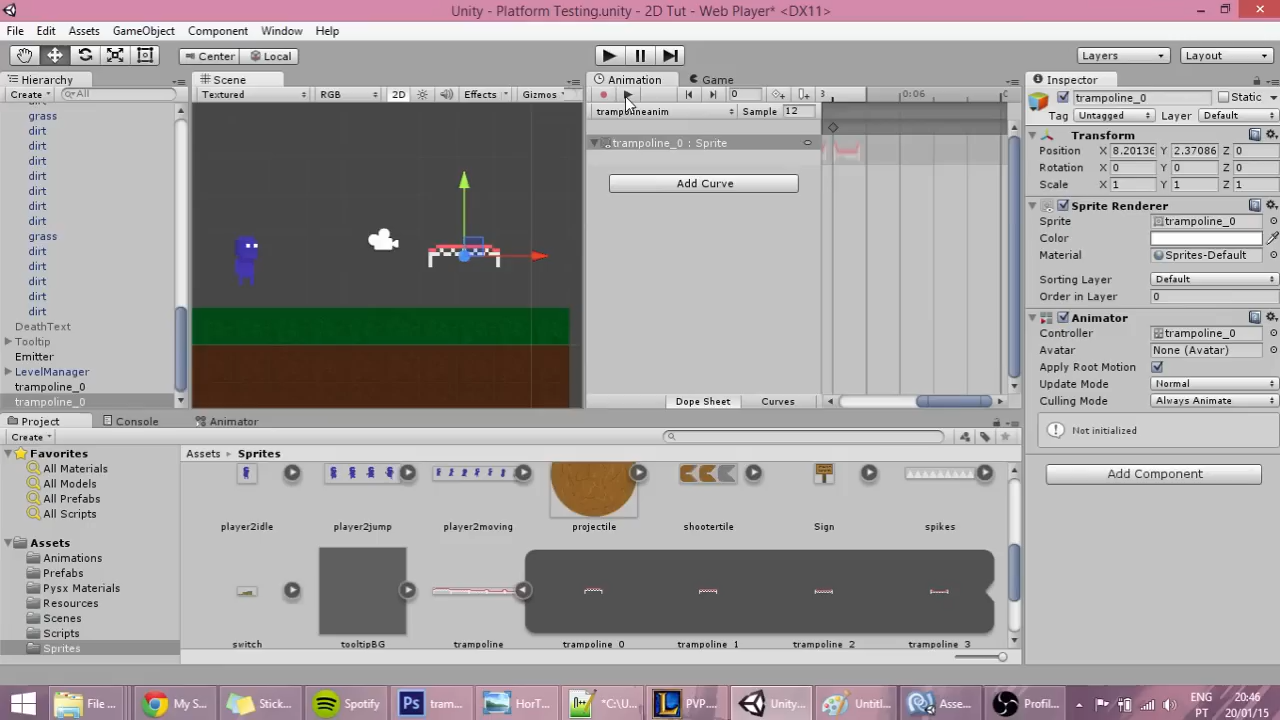 Unity - Platform Testing.unity - 2D Tut - Web Player* <DX11>
File Edit Assets GameObject Component Window Help
Center Local Layers Layout
Hierarchy Scene Animation Game Inspector
Create All Textured RGB 2D Effects Gizmos 0 trampoline_0 Static
Sample 12 Tag Untagged Layer Default
3 0:06
dirt
grass
dirt
dirt
dirt
dirt
dirt
dirt
dirt
grass
dirt
dirt
dirt
dirt
dirt
DeathText
Tooltip
Emitter
LevelManager
trampoline_0
trampoline_0
trampoline_0 : Sprite
Add Curve
Dope Sheet Curves
Transform
Position X 8.20136 Y 2.37086 Z 0
Rotation X 0 Y 0 Z 0
Scale X 1 Y 1 Z 1
Sprite Renderer
Sprite trampoline_0
Color
Material Sprites-Default
Sorting Layer Default
Order in Layer 0
Animator
Controller trampoline_0
Avatar None (Avatar)
Apply Root Motion
Update Mode Normal
Culling Mode Always Animate
Not initialized
Add Component
Project Console Animator
Create
Favorites
All Materials
All Models
All Prefabs
All Scripts
Assets
Animations
Prefabs
Pysx Materials
Resources
Scenes
Scripts
Sprites
Assets Sprites
player2idle player2jump player2moving projectile shootertile Sign spikes
switch tooltipBG trampoline trampoline_0 trampoline_1 trampoline_2 trampoline_3
File ... My S... Stick... Spotify Ps tram... HorT... "C:\U... PVP.... Unity... Untitl... Asse... Profil...
ENG 20:46
PT 20/01/15